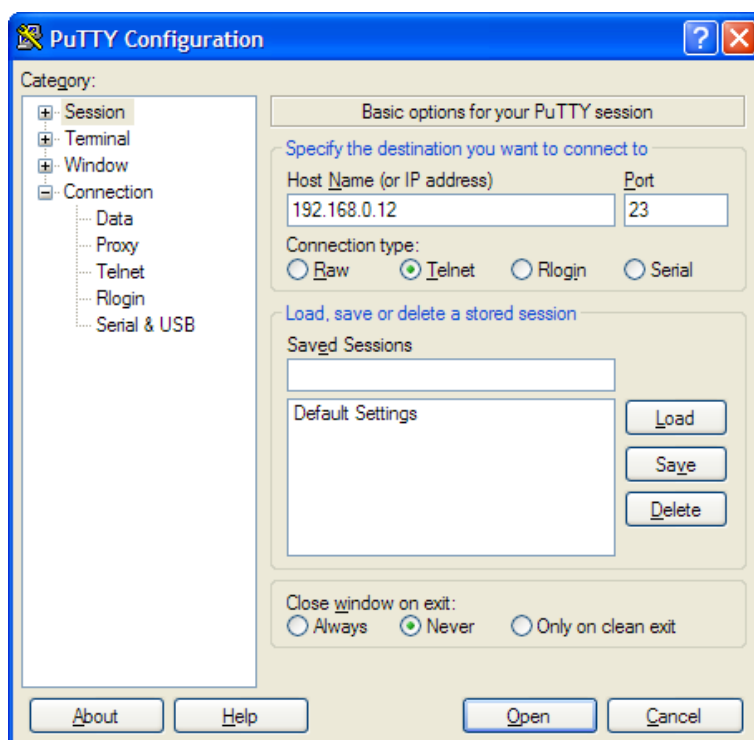 PuTTY Configuration
Category:
Session
Terminal
Window
Connection
Data
Proxy
Telnet
Rlogin
Serial & USB
Basic options for your PuTTY session
Specify the destination you want to connect to
Host Name (or IP address) Port
192.168.0.12 23
Connection type:
Raw Telnet Rlogin Serial
Load, save or delete a stored session
Saved Sessions
Default Settings
Load
Save
Delete
Close window on exit:
Always Never Only on clean exit
About Help Open Cancel